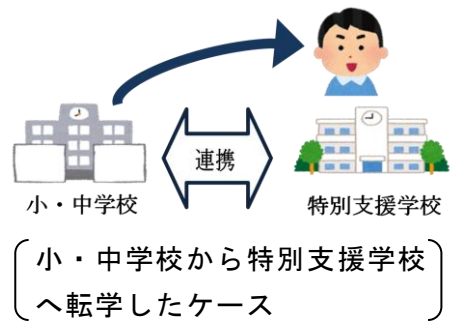 連携
小・中学校
特別支援学校
小・中学校から特別支援学校
へ転学したケース